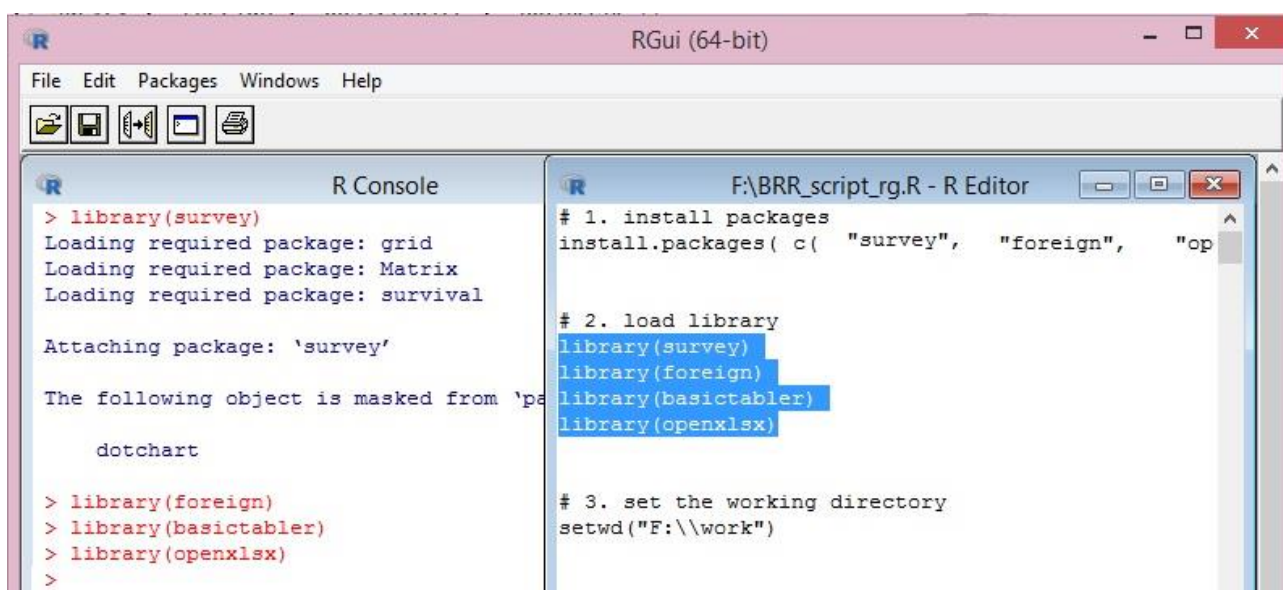 RGui (64-bit)
File Edit Packages Windows Help
R Console
> library(survey)
Loading required package: grid
Loading required package: Matrix
Loading required package: survival
Attaching package: ‘survey’
The following object is masked from ‘pa
dotchart
> library(foreign)
> library(basictabler)
> library(openxlsx)
>
F:\BRR_script_rg.R - R Editor
# 1. install packages
install.packages( c( "survey", "foreign", "op
# 2. load library
library(survey)
library(foreign)
library(basictabler)
library(openxlsx)
# 3. set the working directory
setwd("F:\\work")